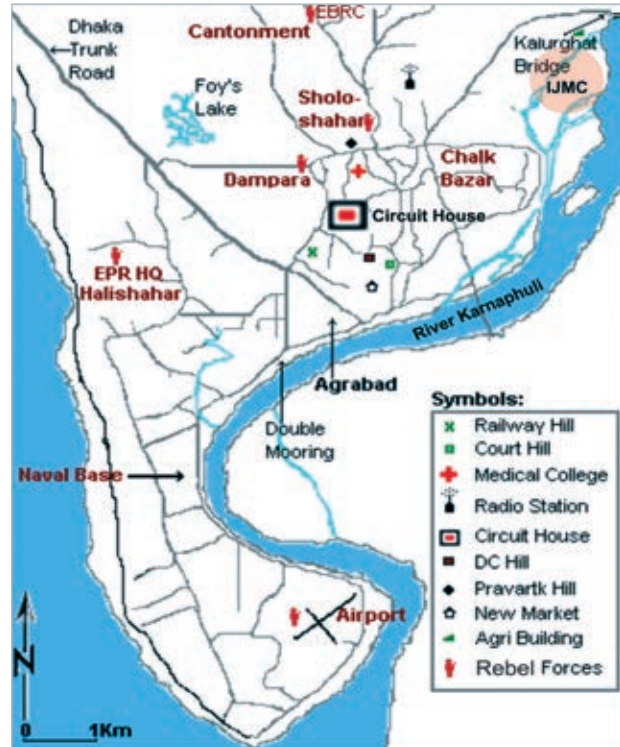 EBRC
Cantonment
Dhaka
Trunk
Road
Kalurghat
Bridge
IJMC
Foy's
Lake
Sholo-
shahar
Chalk
Bazar
Dampara
Circuit House
EPR HQ
Halishahar
River Karnaphuli
Agrabad
Double
Mooring
Naval Base
Airport
N
0 1Km
Symbols:
Railway Hill
Court Hill
Medical College
Radio Station
Circuit House
DC Hill
Pravartk Hill
New Market
Agri Building
Rebel Forces